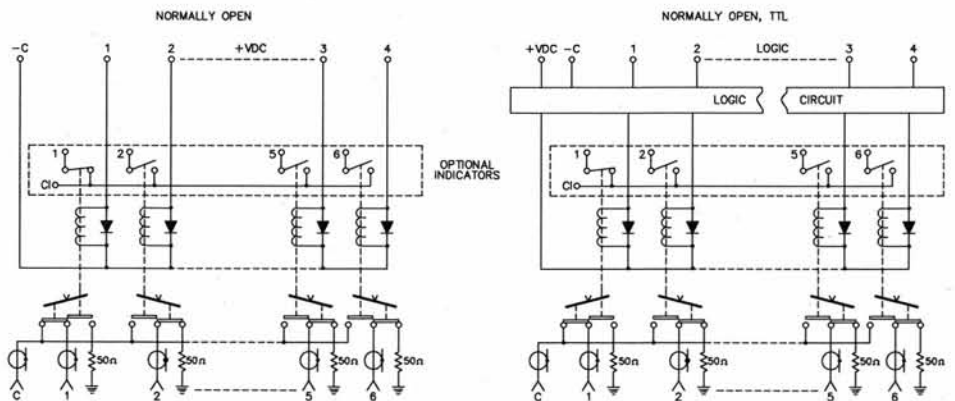 NORMALLY OPEN
-C 1 2 +VDC 3 4
1 2 5 6
CI
OPTIONAL
INDICATORS
50Ω 50Ω 50Ω 50Ω
C 1 2 5 6
NORMALLY OPEN, TTL
+VDC -C 1 2 LOGIC 3 4
LOGIC CIRCUIT
1 2 5 6
CI
50Ω 50Ω 50Ω 50Ω
C 1 2 5 6